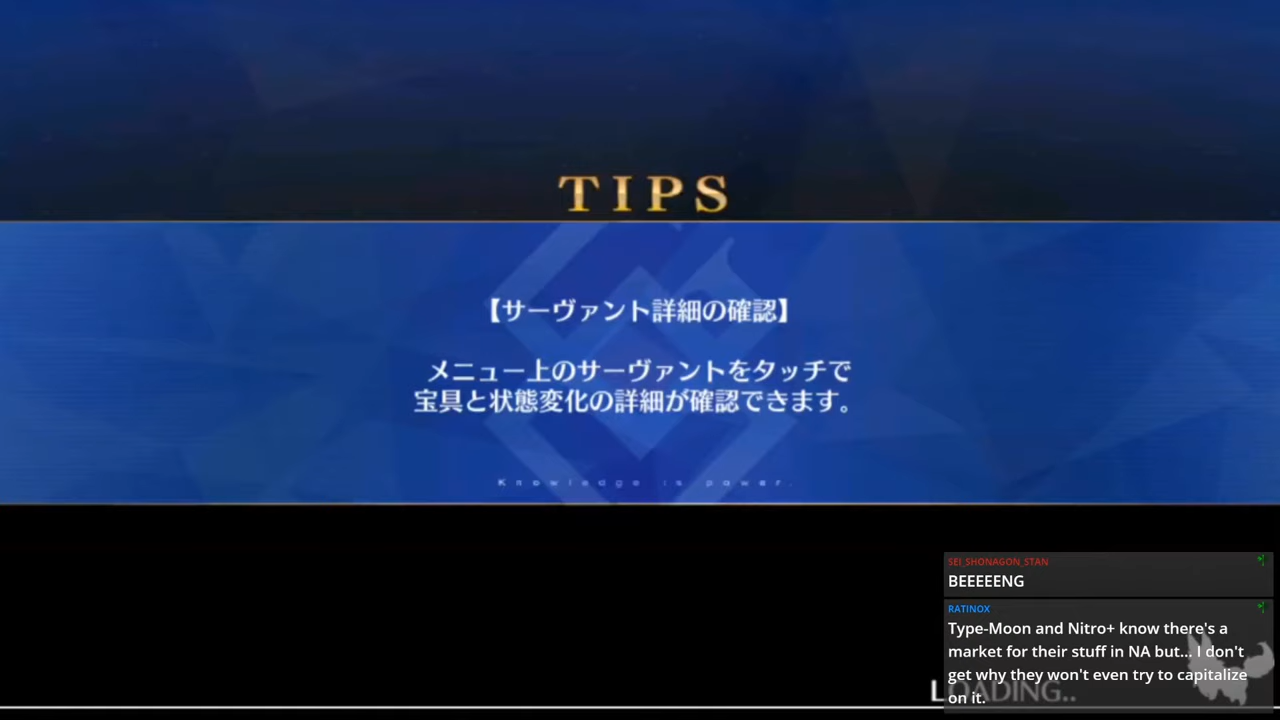 TIPS
【サーヴァント詳細の確認】
メニュー上のサーヴァントをタッチで
宝具と状態変化の詳細が確認できます。
Knowledge is power.
SEI_SHONAGON_STAN
BEEEEENG
RATINOX
Type-Moon and Nitro+ know there's a
market for their stuff in NA but... I don't
get why they won't even try to capitalize
on it.
LOADING..